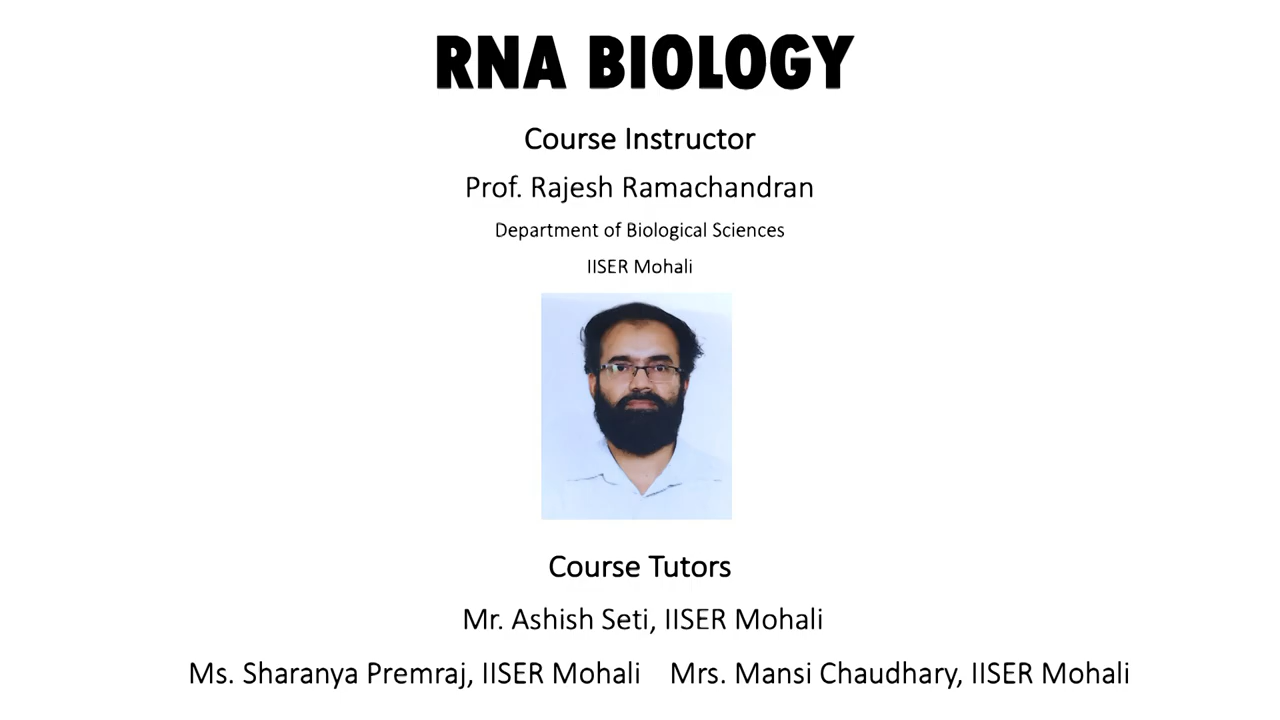 RNA BIOLOGY
Course Instructor
Prof. Rajesh Ramachandran
Department of Biological Sciences
IISER Mohali
Course Tutors
Mr. Ashish Seti, IISER Mohali
Ms. Sharanya Premraj, IISER Mohali Mrs. Mansi Chaudhary, IISER Mohali